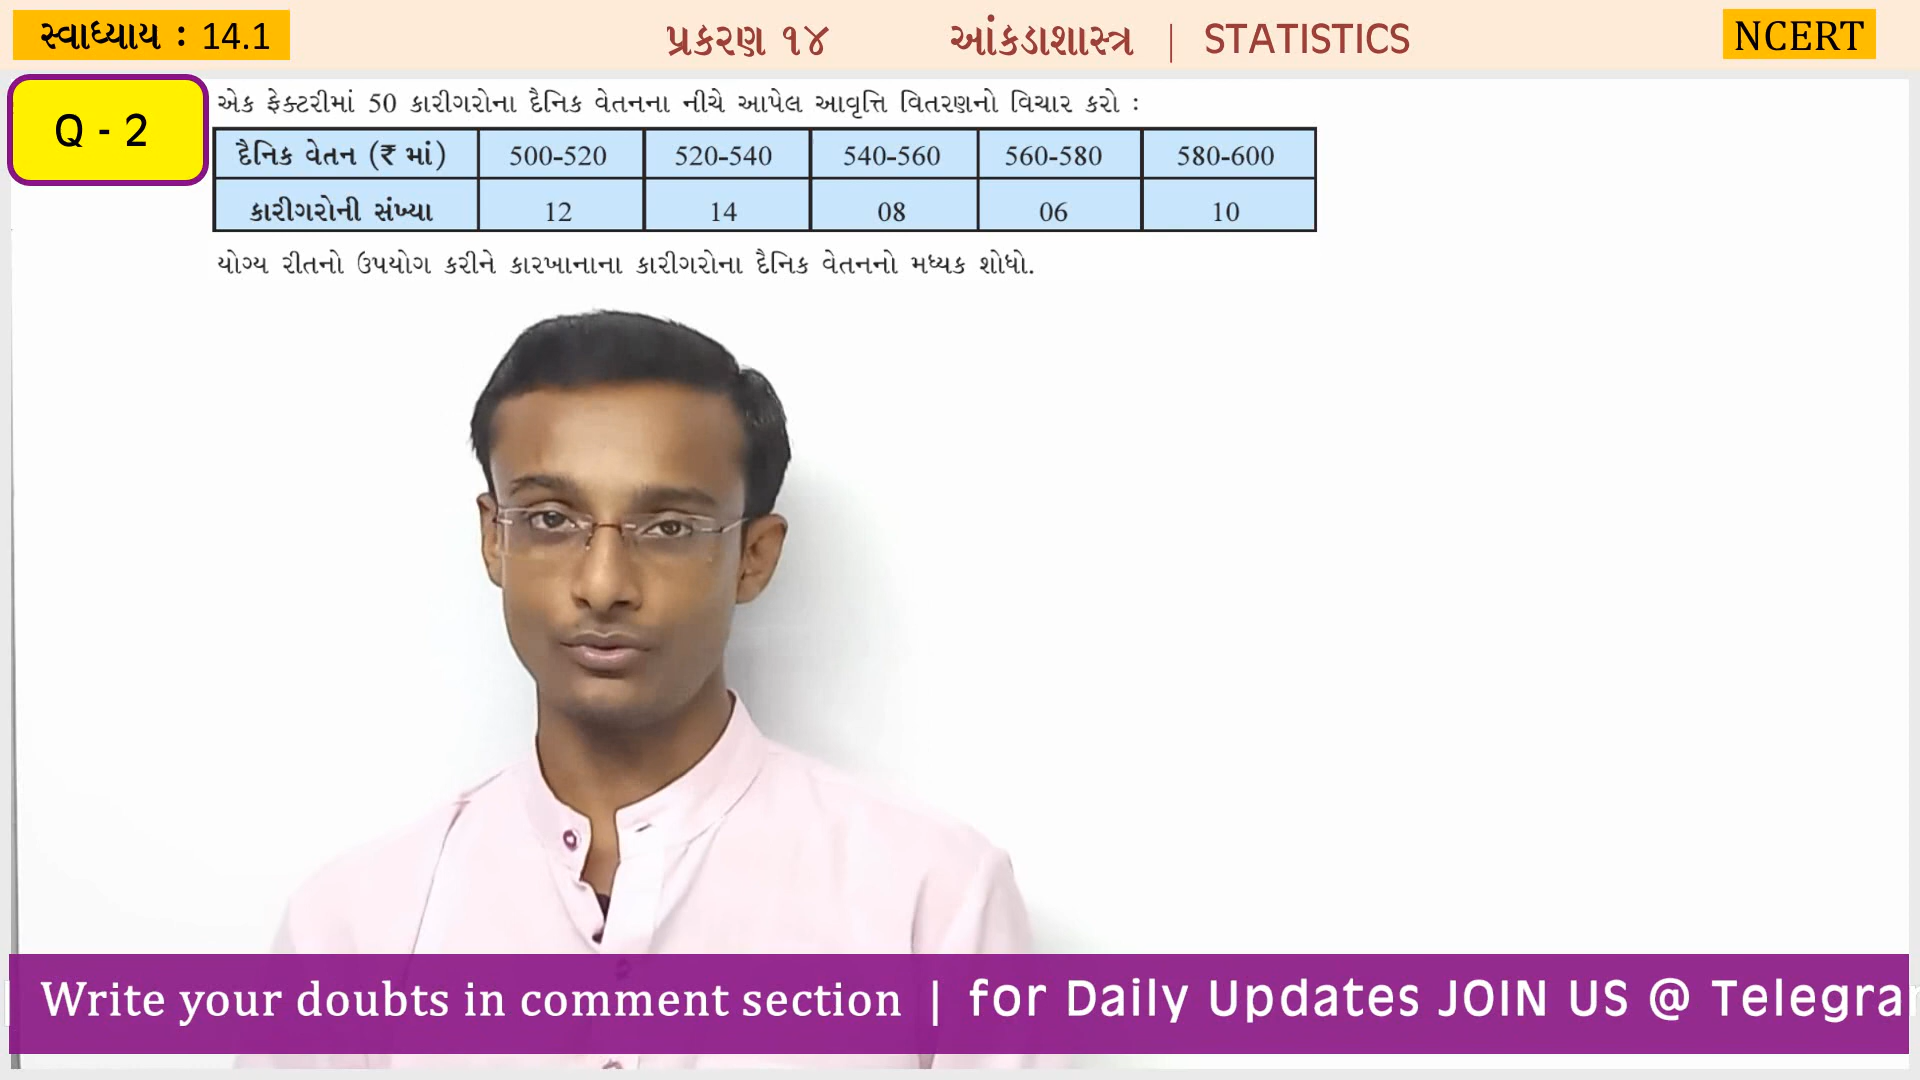 સ્વાધ્યાય : 14.1
પ્રકરણ ૧૪ આંકડાશાસ્ત્ર | STATISTICS
NCERT
Q - 2
એક ફેક્ટરીમાં 50 કારીગરોના દૈનિક વેતનના નીચે આપેલ આવૃત્તિ વિતરણનો વિચાર કરો :
દૈનિક વેતન (₹ માં) 500-520 520-540 540-560 560-580 580-600
કારીગરોની સંખ્યા 12 14 08 06 10
યોગ્ય રીતનો ઉપયોગ કરીને કારખાનાના કારીગરોના દૈનિક વેતનનો મધ્યક શોધો.
Write your doubts in comment section | for Daily Updates JOIN US @ Telegra